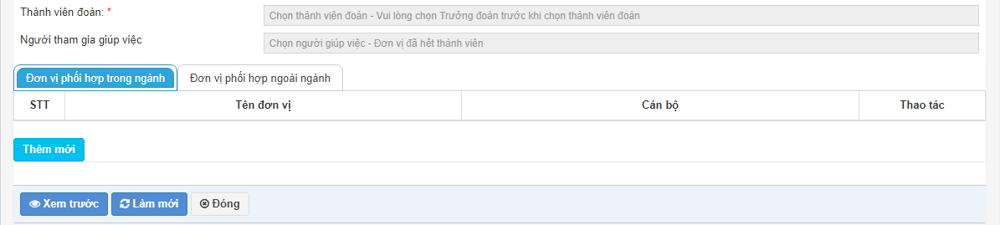 Thành viên đoàn: *
Chọn thành viên đoàn - Vui lòng chọn Trưởng đoàn trước khi chọn thành viên đoàn
Người tham gia giúp việc
Chọn người giúp việc - Đơn vị đã hết thành viên
Đơn vị phối hợp trong ngành
Đơn vị phối hợp ngoài ngành
STT Tên đơn vị Cán bộ Thao tác
Thêm mới
Xem trước Làm mới Đóng